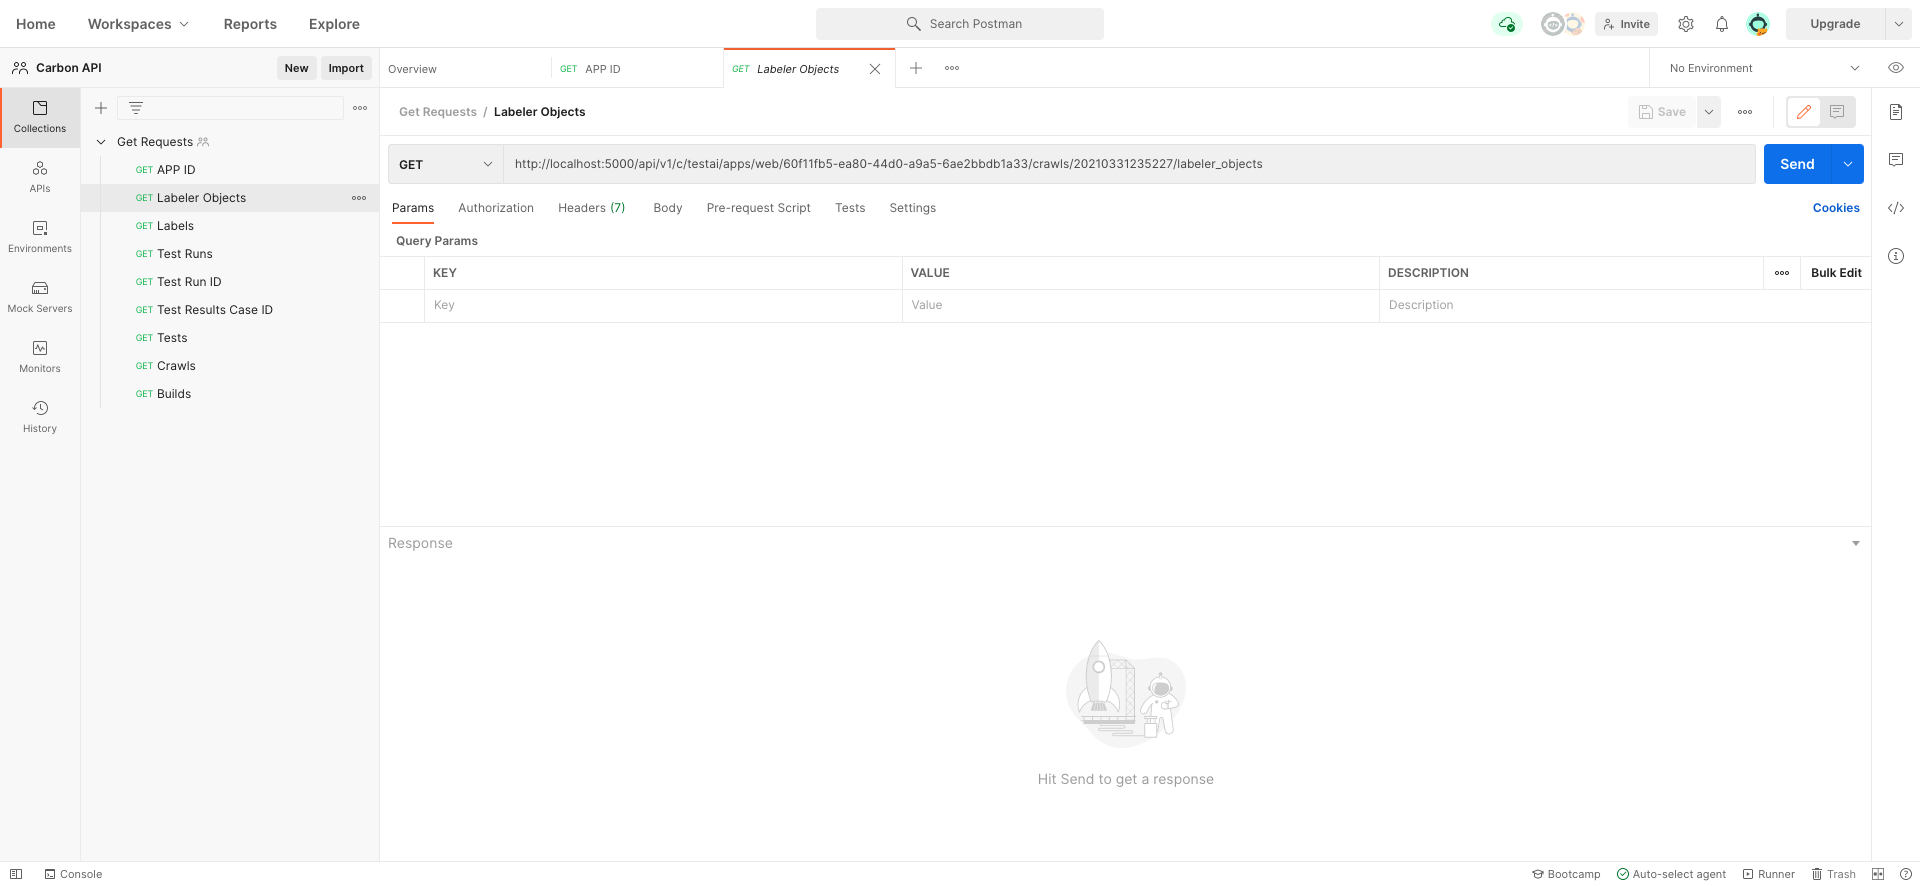 Home Workspaces Reports Explore Search Postman Invite Upgrade
Carbon API New Import Overview GET APP ID GET Labeler Objects No Environment
Get Requests / Labeler Objects Save
Collections
APIs
Environments
Mock Servers
Monitors
History
Get Requests
GET APP ID
GET Labeler Objects
GET Labels
GET Test Runs
GET Test Run ID
GET Test Results Case ID
GET Tests
GET Crawls
GET Builds
GET http://localhost:5000/api/v1/c/testai/apps/web/60f11fb5-ea80-44d0-a9a5-6ae2bbdb1a33/crawls/20210331235227/labeler_objects Send
Params Authorization Headers (7) Body Pre-request Script Tests Settings Cookies
Query Params
KEY VALUE DESCRIPTION Bulk Edit
Key Value Description
Response
Hit Send to get a response
Console Bootcamp Auto-select agent Runner Trash